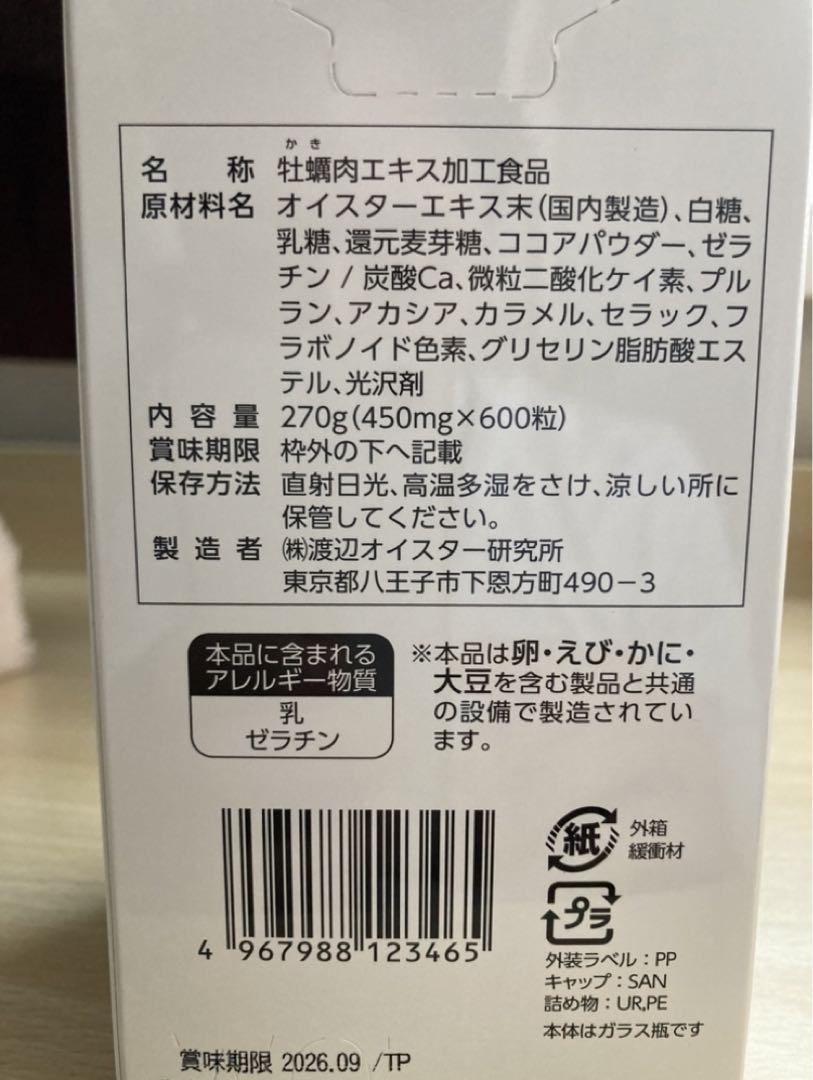 かき
名称 牡蠣肉エキス加工食品
原材料名 オイスターエキス末(国内製造)、白糖、
乳糖、還元麦芽糖、ココアパウダー、ゼラ
チン / 炭酸Ca、微粒二酸化ケイ素、プル
ラン、アカシア、カラメル、セラック、フ
ラボノイド色素、グリセリン脂肪酸エス
テル、光沢剤
内容量 270g(450mg×600粒)
賞味期限 枠外の下へ記載
保存方法 直射日光、高温多湿をさけ、涼しい所に
保管してください。
製造者 ㈱渡辺オイスター研究所
東京都八王子市下恩方町490−3
本品に含まれる
アレルギー物質
乳
ゼラチン
※本品は卵・えび・かに・
大豆を含む製品と共通
の設備で製造されてい
ます。
4 967988 123465
紙
外箱
緩衝材
プラ
外装ラベル：PP
キャップ：SAN
詰め物：UR,PE
本体はガラス瓶です
賞味期限 2026.09 /TP